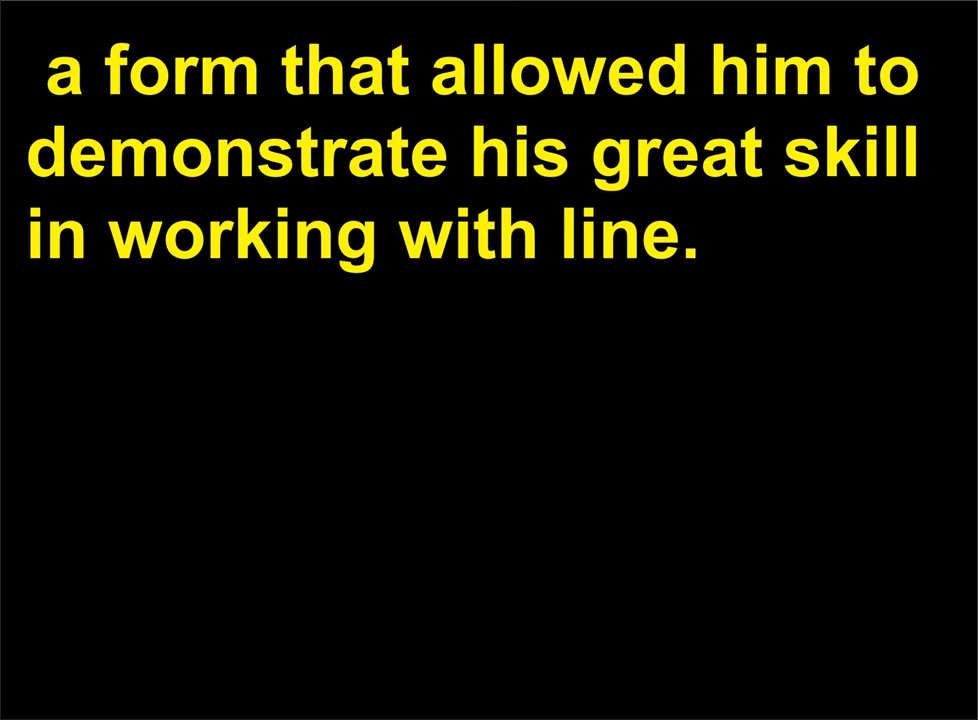 a form that allowed him to
demonstrate his great skill
in working with line.